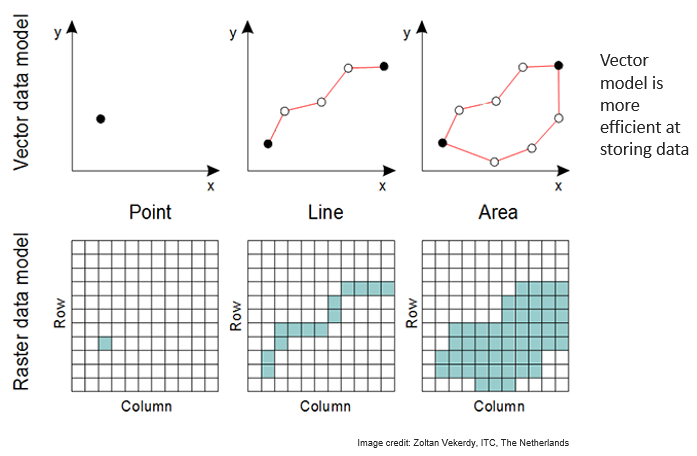 Vector data model
y
x
y
x
y
x
Vector
model is
more
efficient at
storing data
Point
Line
Area
Raster data model
Row
Column
Row
Column
Row
Column
Image credit: Zoltan Vekerdy, ITC, The Netherlands